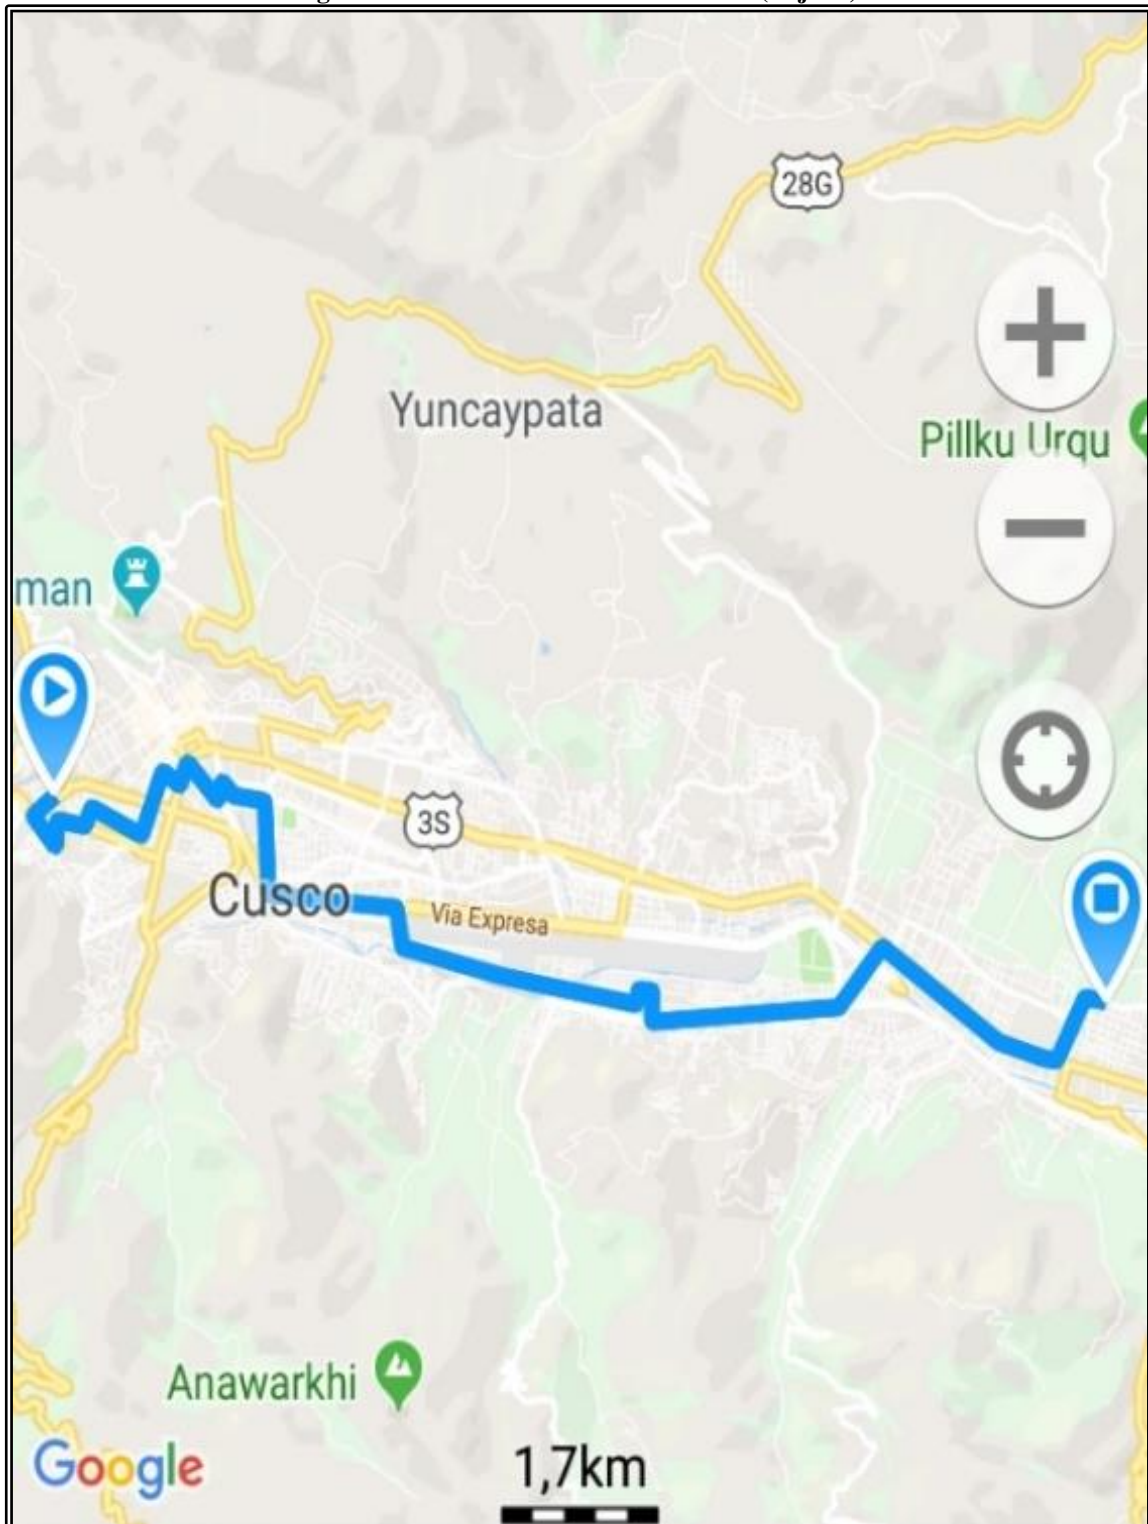 28G
Yuncaypata
Pillku Urqu
man
3S
Cusco
Via Expresa
Anawarkhi
Google
1,7km